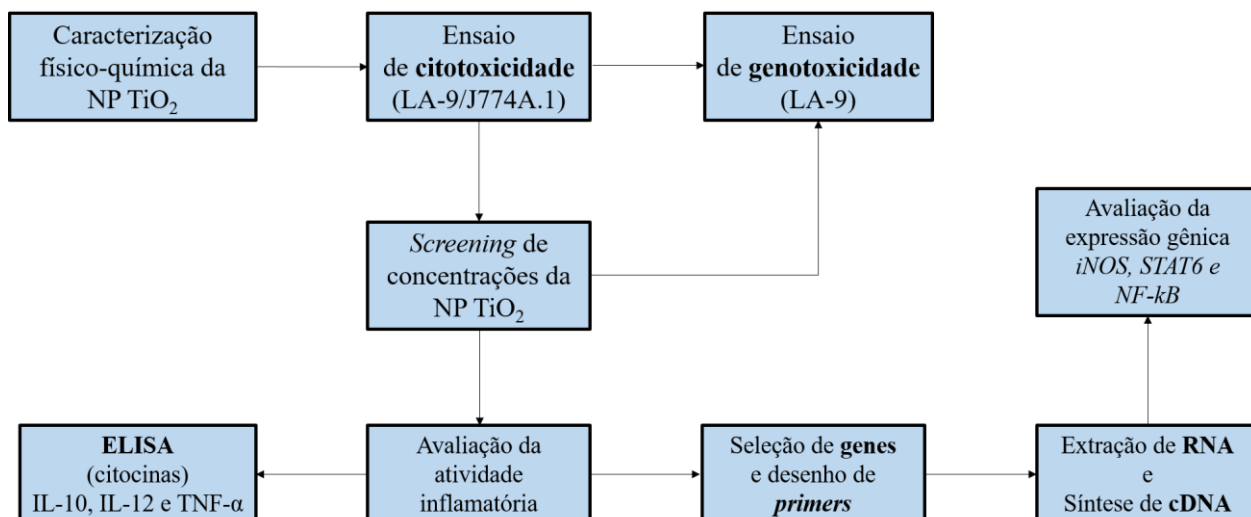 Caracterização
físico-química da
NP TiO₂
Ensaio
de citotoxicidade
(LA-9/J774A.1)
Ensaio
de genotoxicidade
(LA-9)
Screening de
concentrações da
NP TiO₂
Avaliação da
expressão gênica
iNOS, STAT6 e
NF-kB
ELISA
(citocinas)
IL-10, IL-12 e TNF-α
Avaliação da
atividade
inflamatória
Seleção de genes
e desenho de
primers
Extração de RNA
e
Síntese de cDNA